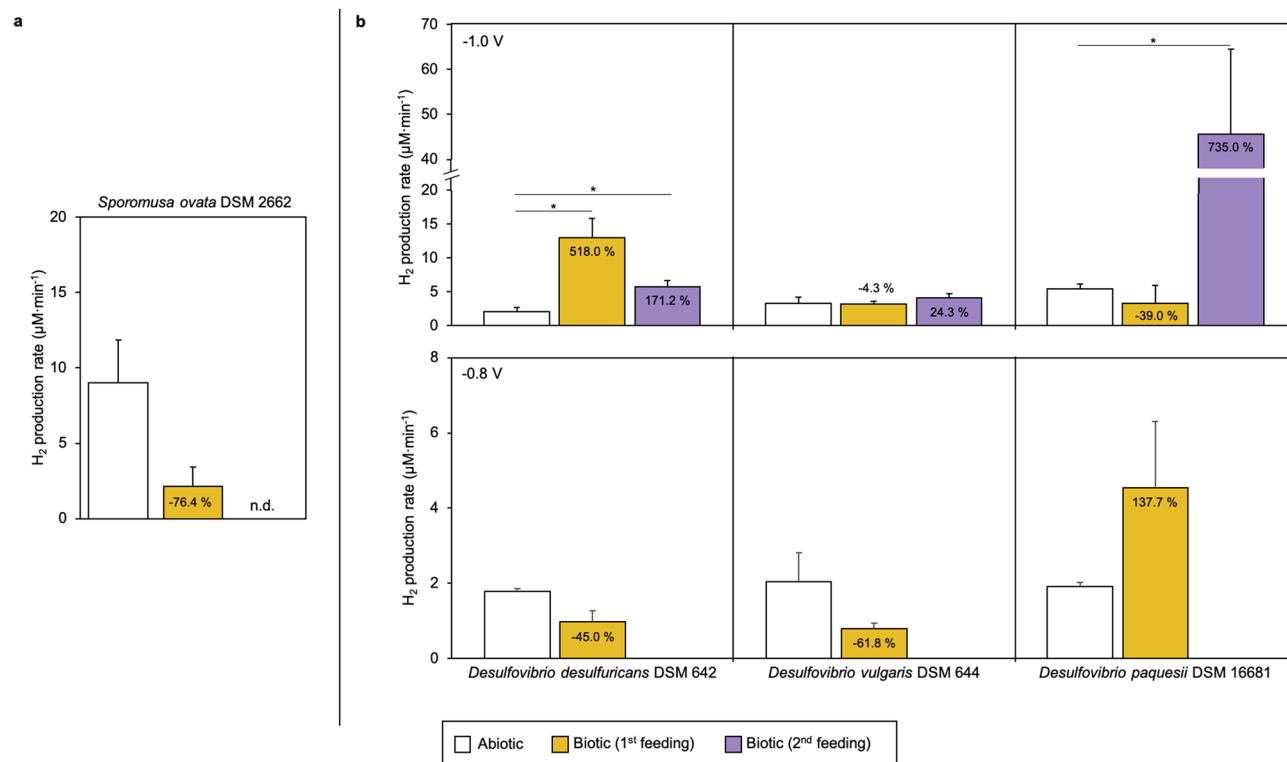 a
Sporomusa ovata DSM 2662
H2 production rate (µM·min⁻¹)
20
15
10
5
0
-76.4 %
n.d.
b
H2 production rate (µM·min⁻¹)
70
60
50
40
20
15
10
5
0
-1.0 V
*
*
518.0 %
171.2 %
-4.3 %
24.3 %
*
-39.0 %
735.0 %
H2 production rate (µM·min⁻¹)
8
6
4
2
0
-0.8 V
-45.0 %
-61.8 %
137.7 %
Desulfovibrio desulfuricans DSM 642
Desulfovibrio vulgaris DSM 644
Desulfovibrio paquesii DSM 16681
Abiotic
Biotic (1st feeding)
Biotic (2nd feeding)